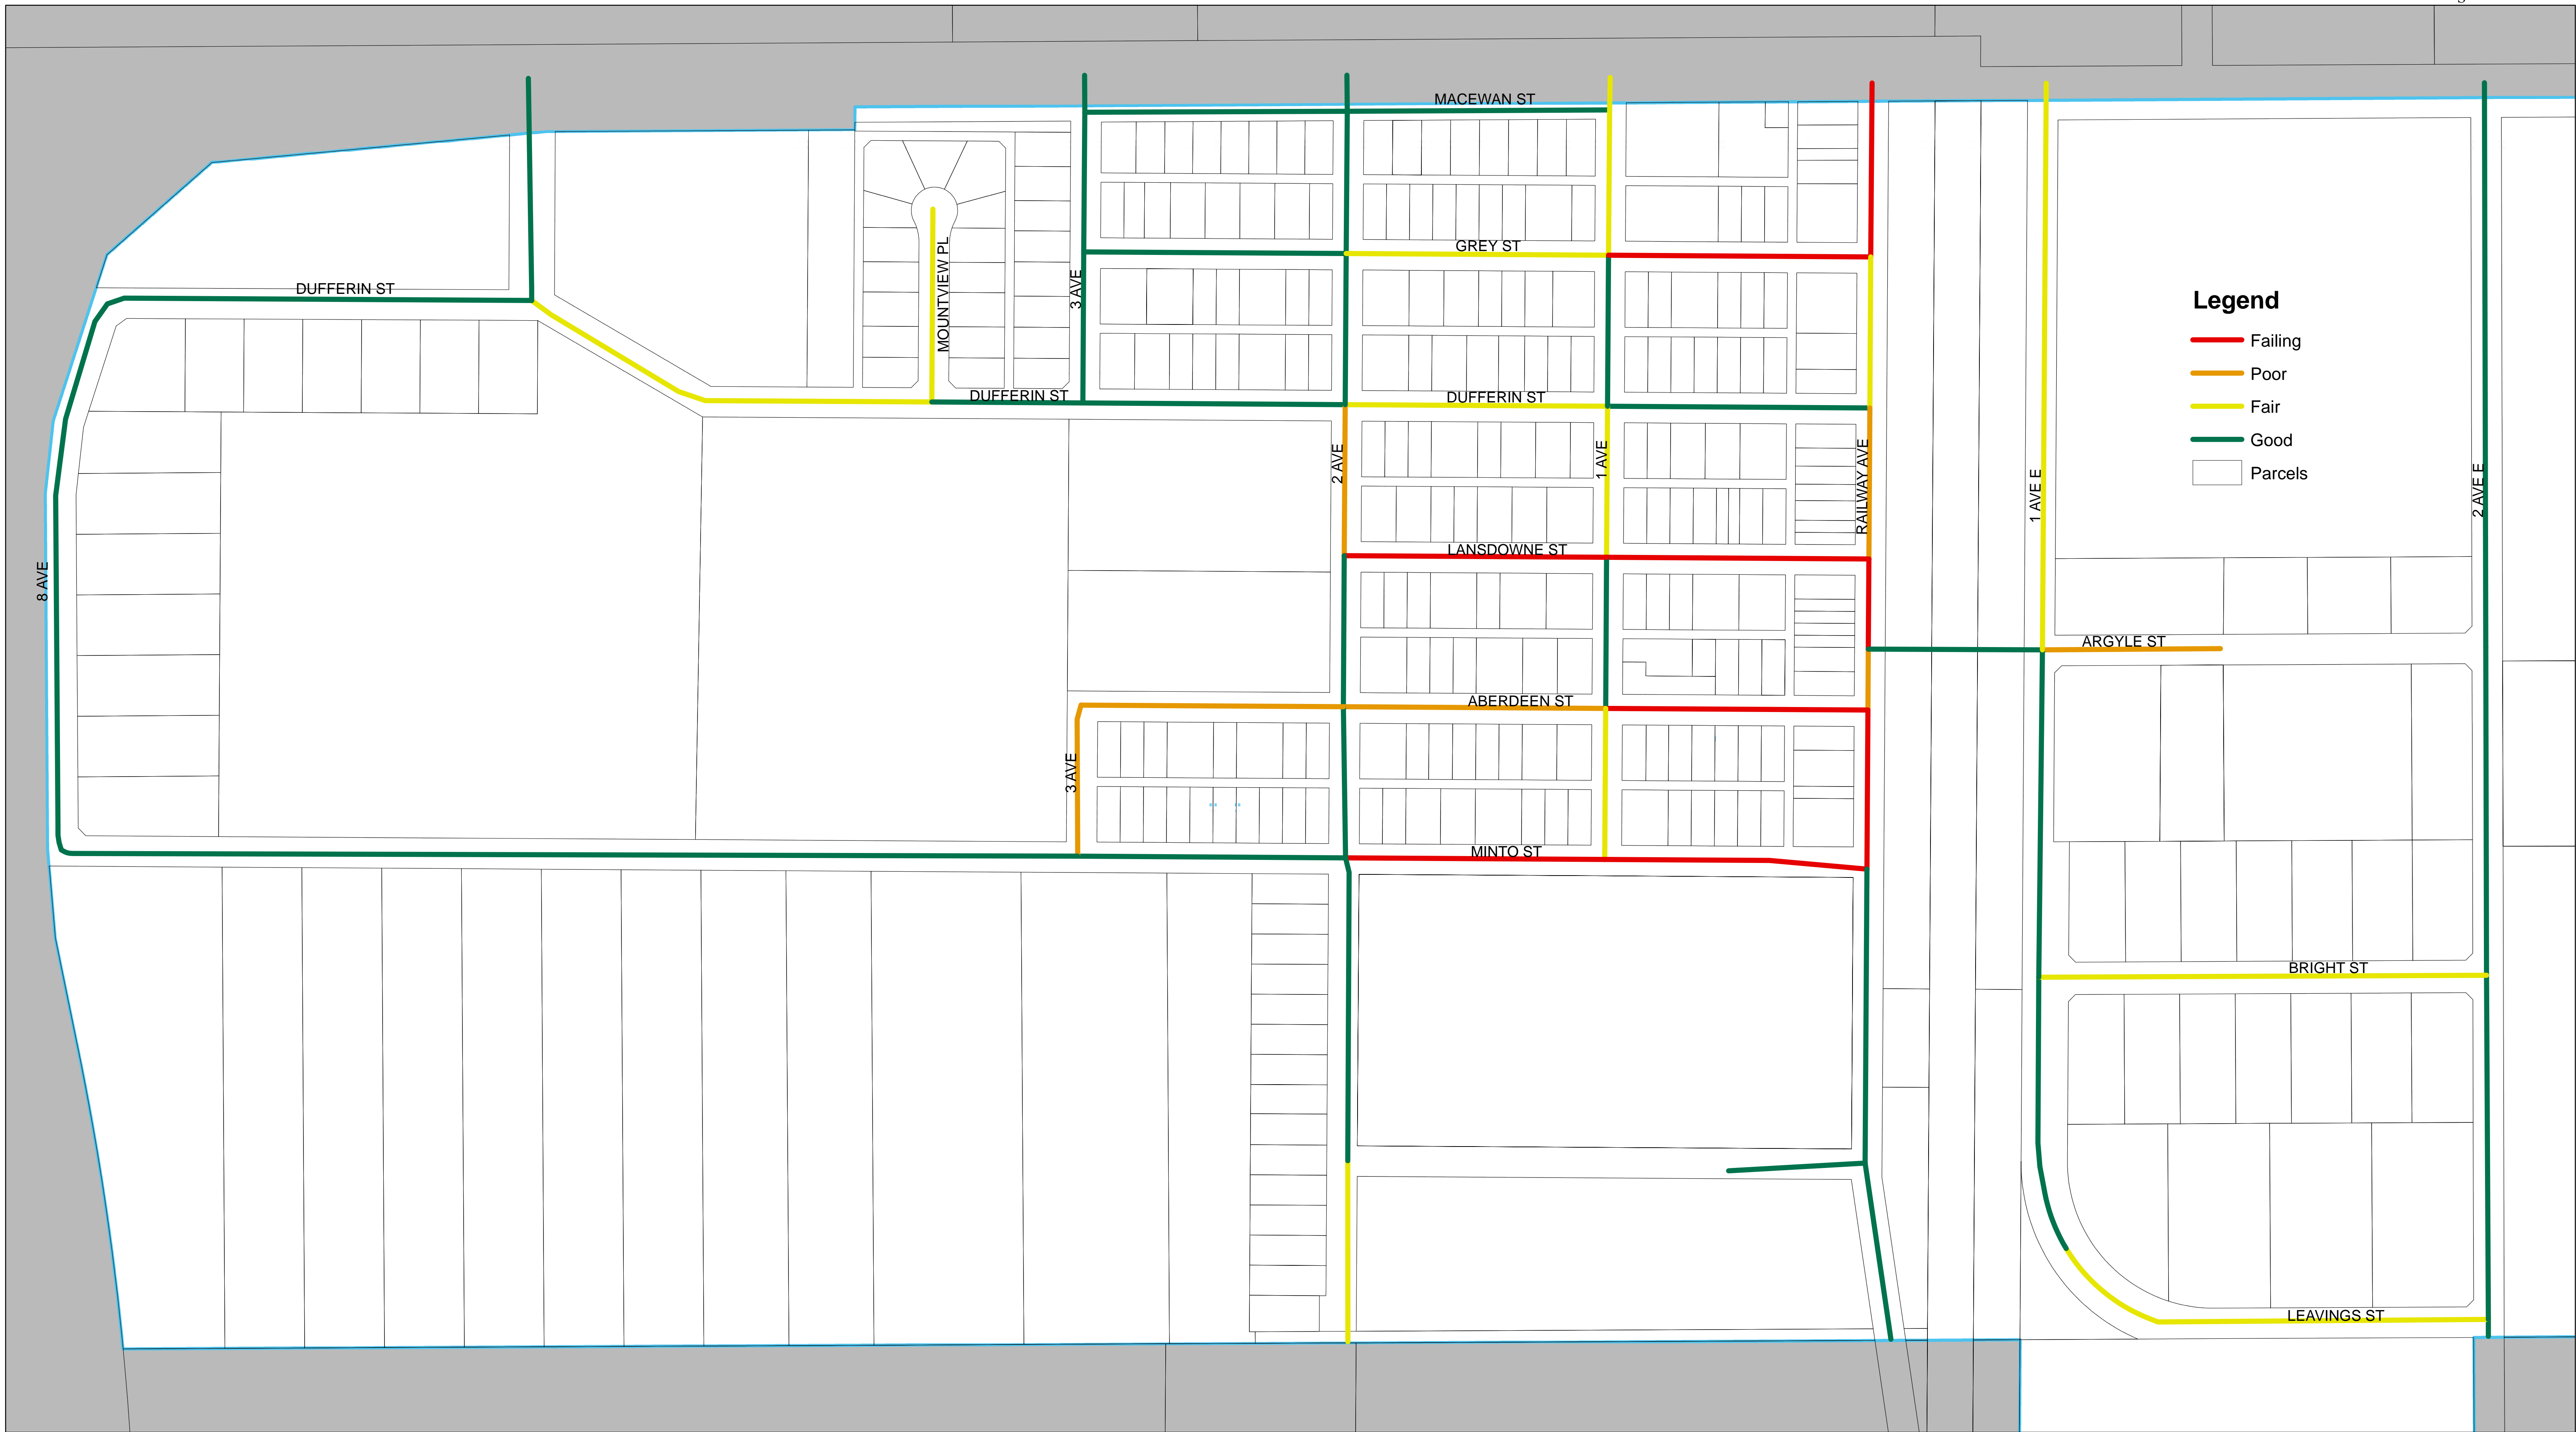 MACEWAN ST
GREY ST
DUFFERIN ST
MOUNTVIEW PL
3 AVE
Legend
Failing
Poor
Fair
Good
Parcels
DUFFERIN ST
DUFFERIN ST
2 AVE
1 AVE
RAILWAY AVE
1 AVE E
2 AVE E
LANSDOWNE ST
8 AVE
ARGYLE ST
ABERDEEN ST
3 AVE
MINTO ST
BRIGHT ST
LEAVINGS ST